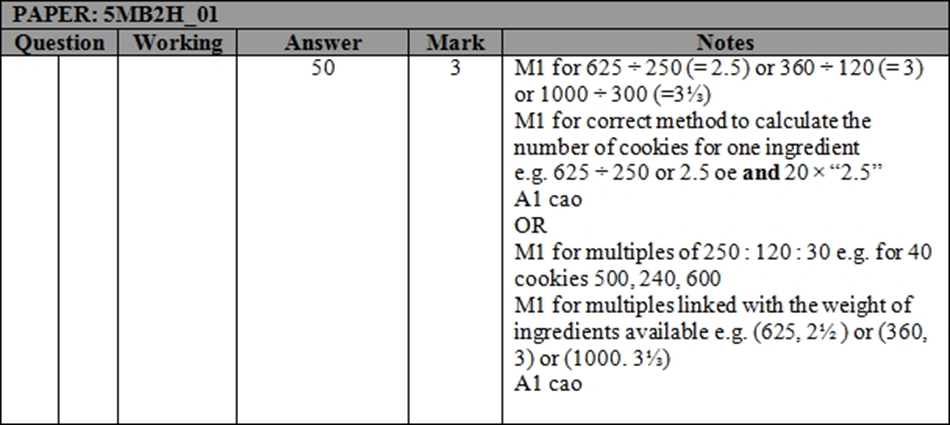 PAPER: 5MB2H_01
Question Working Answer Mark Notes
50 3 M1 for 625 ÷ 250 (= 2.5) or 360 ÷ 120 (= 3)
or 1000 ÷ 300 (=3⅓)
M1 for correct method to calculate the
number of cookies for one ingredient
e.g. 625 ÷ 250 or 2.5 oe and 20 × “2.5”
A1 cao
OR
M1 for multiples of 250 : 120 : 30 e.g. for 40
cookies 500, 240, 600
M1 for multiples linked with the weight of
ingredients available e.g. (625, 2½ ) or (360,
3) or (1000. 3⅓)
A1 cao